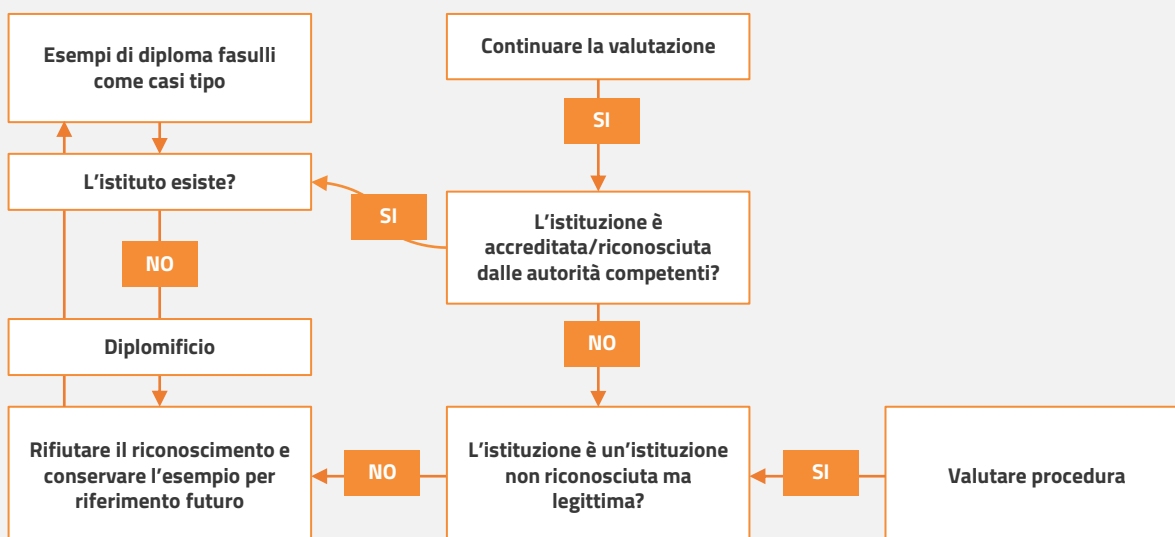 Esempi di diploma fasulli
come casi tipo
Continuare la valutazione
SI
L’istituto esiste?
SI
L’istituzione è
accreditata/riconosciuta
dalle autorità competenti?
NO
NO
Diplomificio
Rifiutare il riconoscimento e
conservare l’esempio per
riferimento futuro
NO
L’istituzione è un’istituzione
non riconosciuta ma
legittima?
SI
Valutare procedura